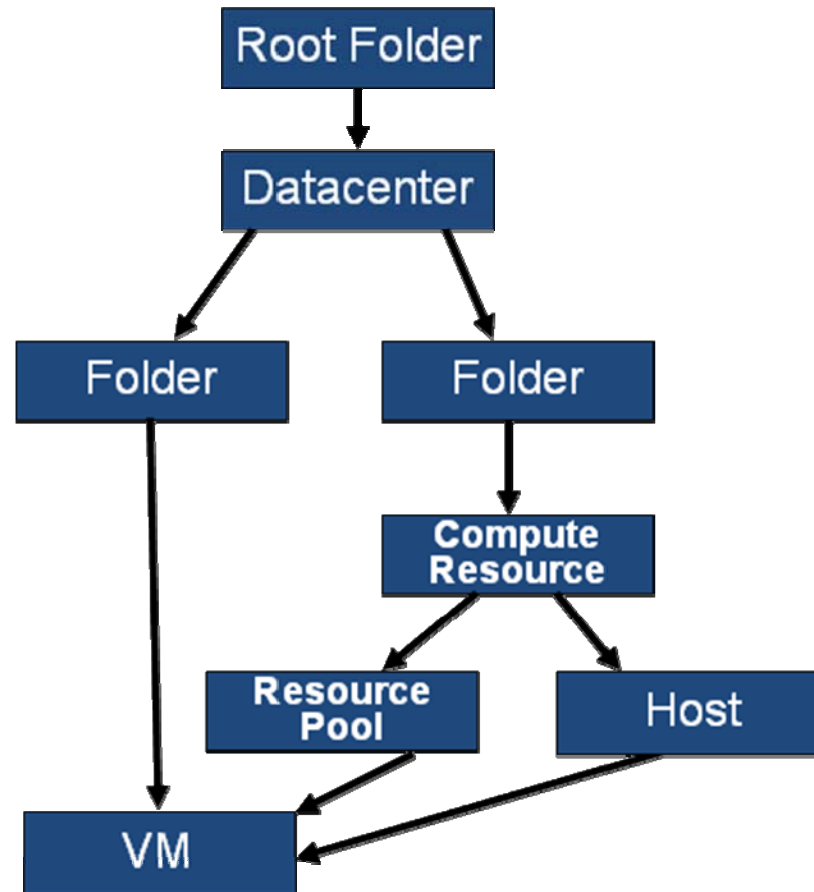 Root Folder
Datacenter
Folder
Folder
Compute
Resource
Resource
Pool
Host
VM